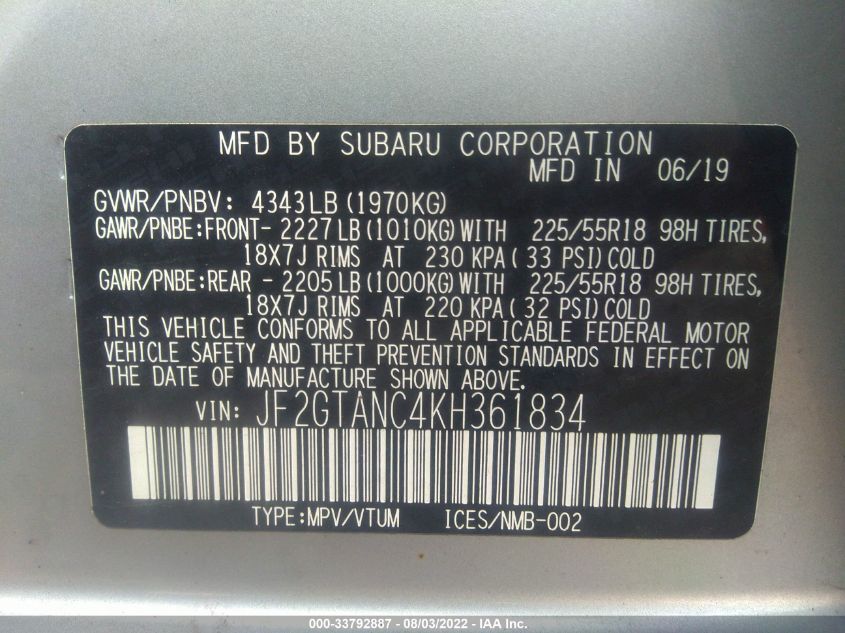 MFD BY SUBARU CORPORATION
MFD IN 06/19
GVWR/PNBV: 4343LB (1970KG)
GAWR/PNBE:FRONT- 2227LB (1010KG) WITH 225/55R18 98H TIRES,
18X7J RIMS AT 230 KPA ( 33 PSI) COLD
GAWR/PNBE:REAR - 2205LB (1000KG) WITH 225/55R18 98H TIRES,
18X7J RIMS AT 220 KPA ( 32 PSI) COLD
THIS VEHICLE CONFORMS TO ALL APPLICABLE FEDERAL MOTOR
VEHICLE SAFETY AND THEFT PREVENTION STANDARDS IN EFFECT ON
THE DATE OF MANUFACTURE SHOWN ABOVE.
VIN: JF2GTANC4KH361834
TYPE:MPV/VTUM ICES/NMB-002
000-33792887 - 08/03/2022 - IAA Inc.